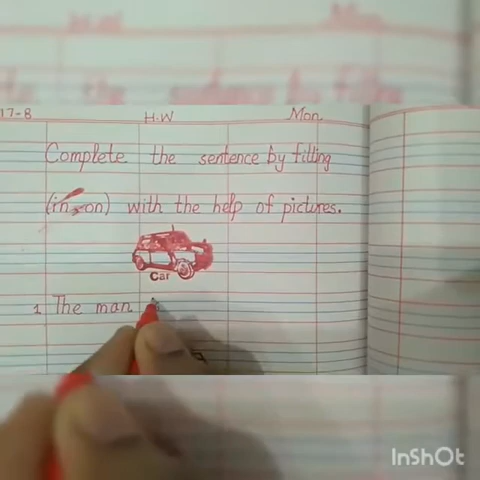 17-8 H.W Mon.
Complete the sentence by filling
(in, on) with the help of pictures.
Car
1 The man
InShOt